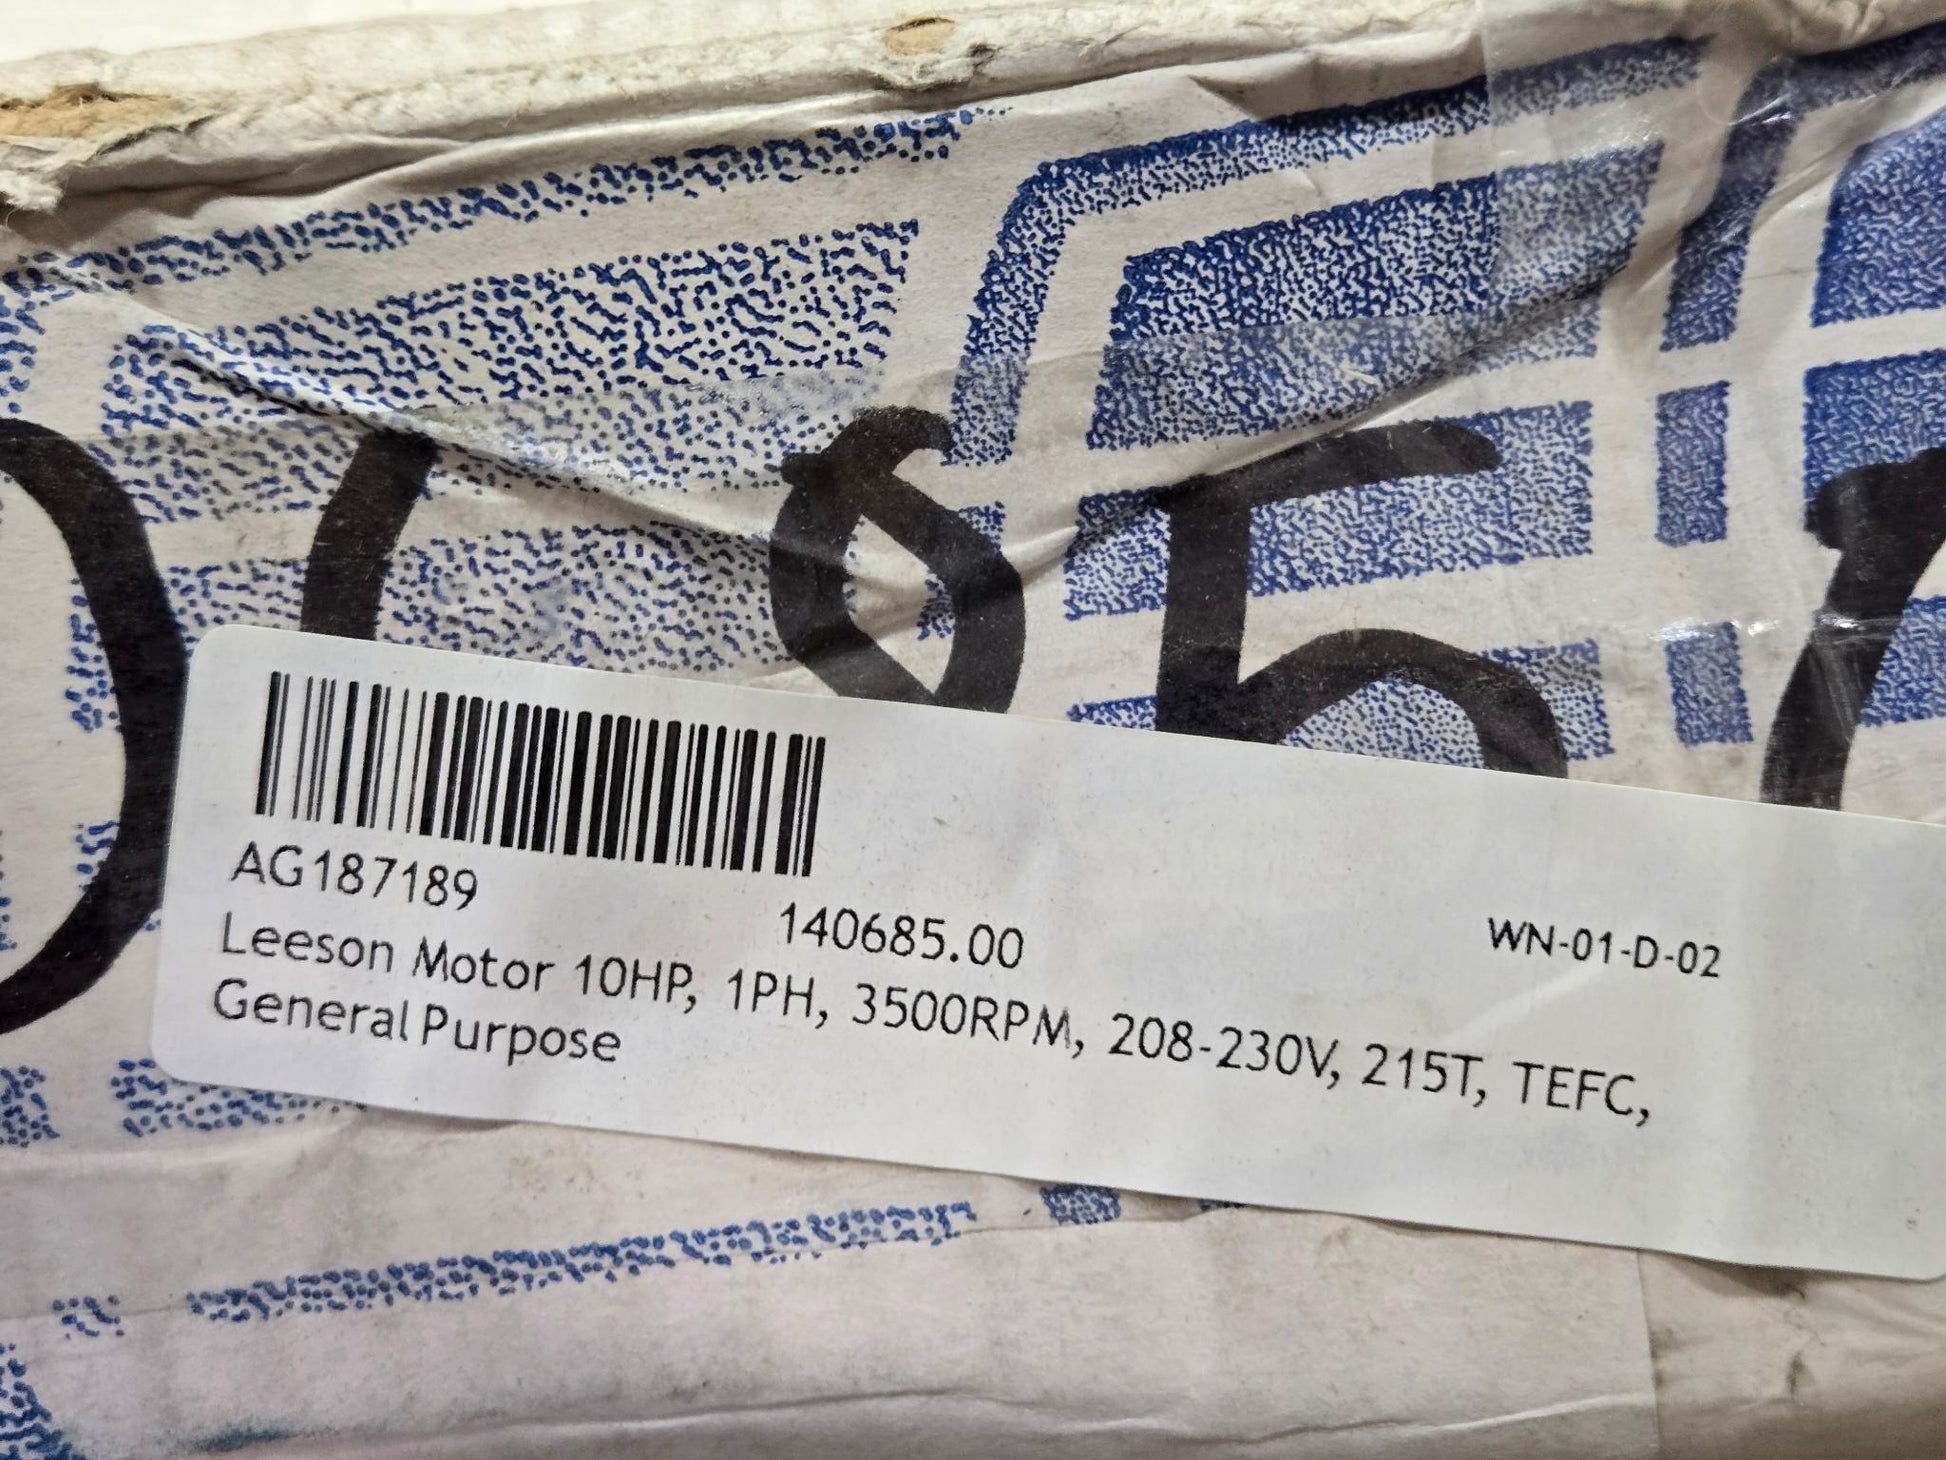 AG187189
140685.00
WN-01-D-02
Leeson Motor 10HP, 1PH, 3500RPM, 208-230V, 215T, TEFC,
General Purpose